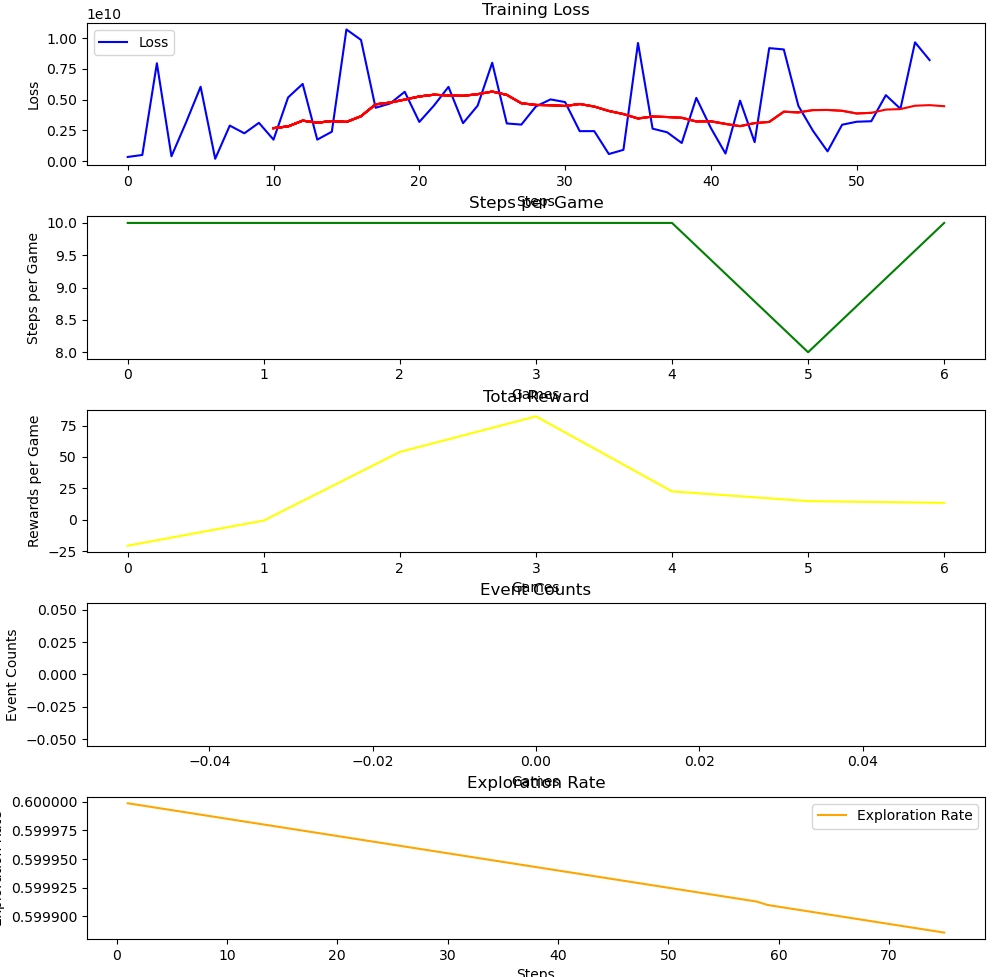 Training Loss
1e10
Loss
Loss
1.00
0.75
0.50
0.25
0.00
0 10 20 30 40 50
Steps
Steps per Game
Steps per Game
10.0
9.5
9.0
8.5
8.0
0 1 2 3 4 5 6
Games
Total Reward
Rewards per Game
75
50
25
0
−25
0 1 2 3 4 5 6
Games
Event Counts
Event Counts
0.050
0.025
0.000
−0.025
−0.050
−0.04 −0.02 0.00 0.02 0.04
Games
Exploration Rate
Exploration Rate
0.600000
0.599975
0.599950
0.599925
0.599900
0 10 20 30 40 50 60 70
Steps